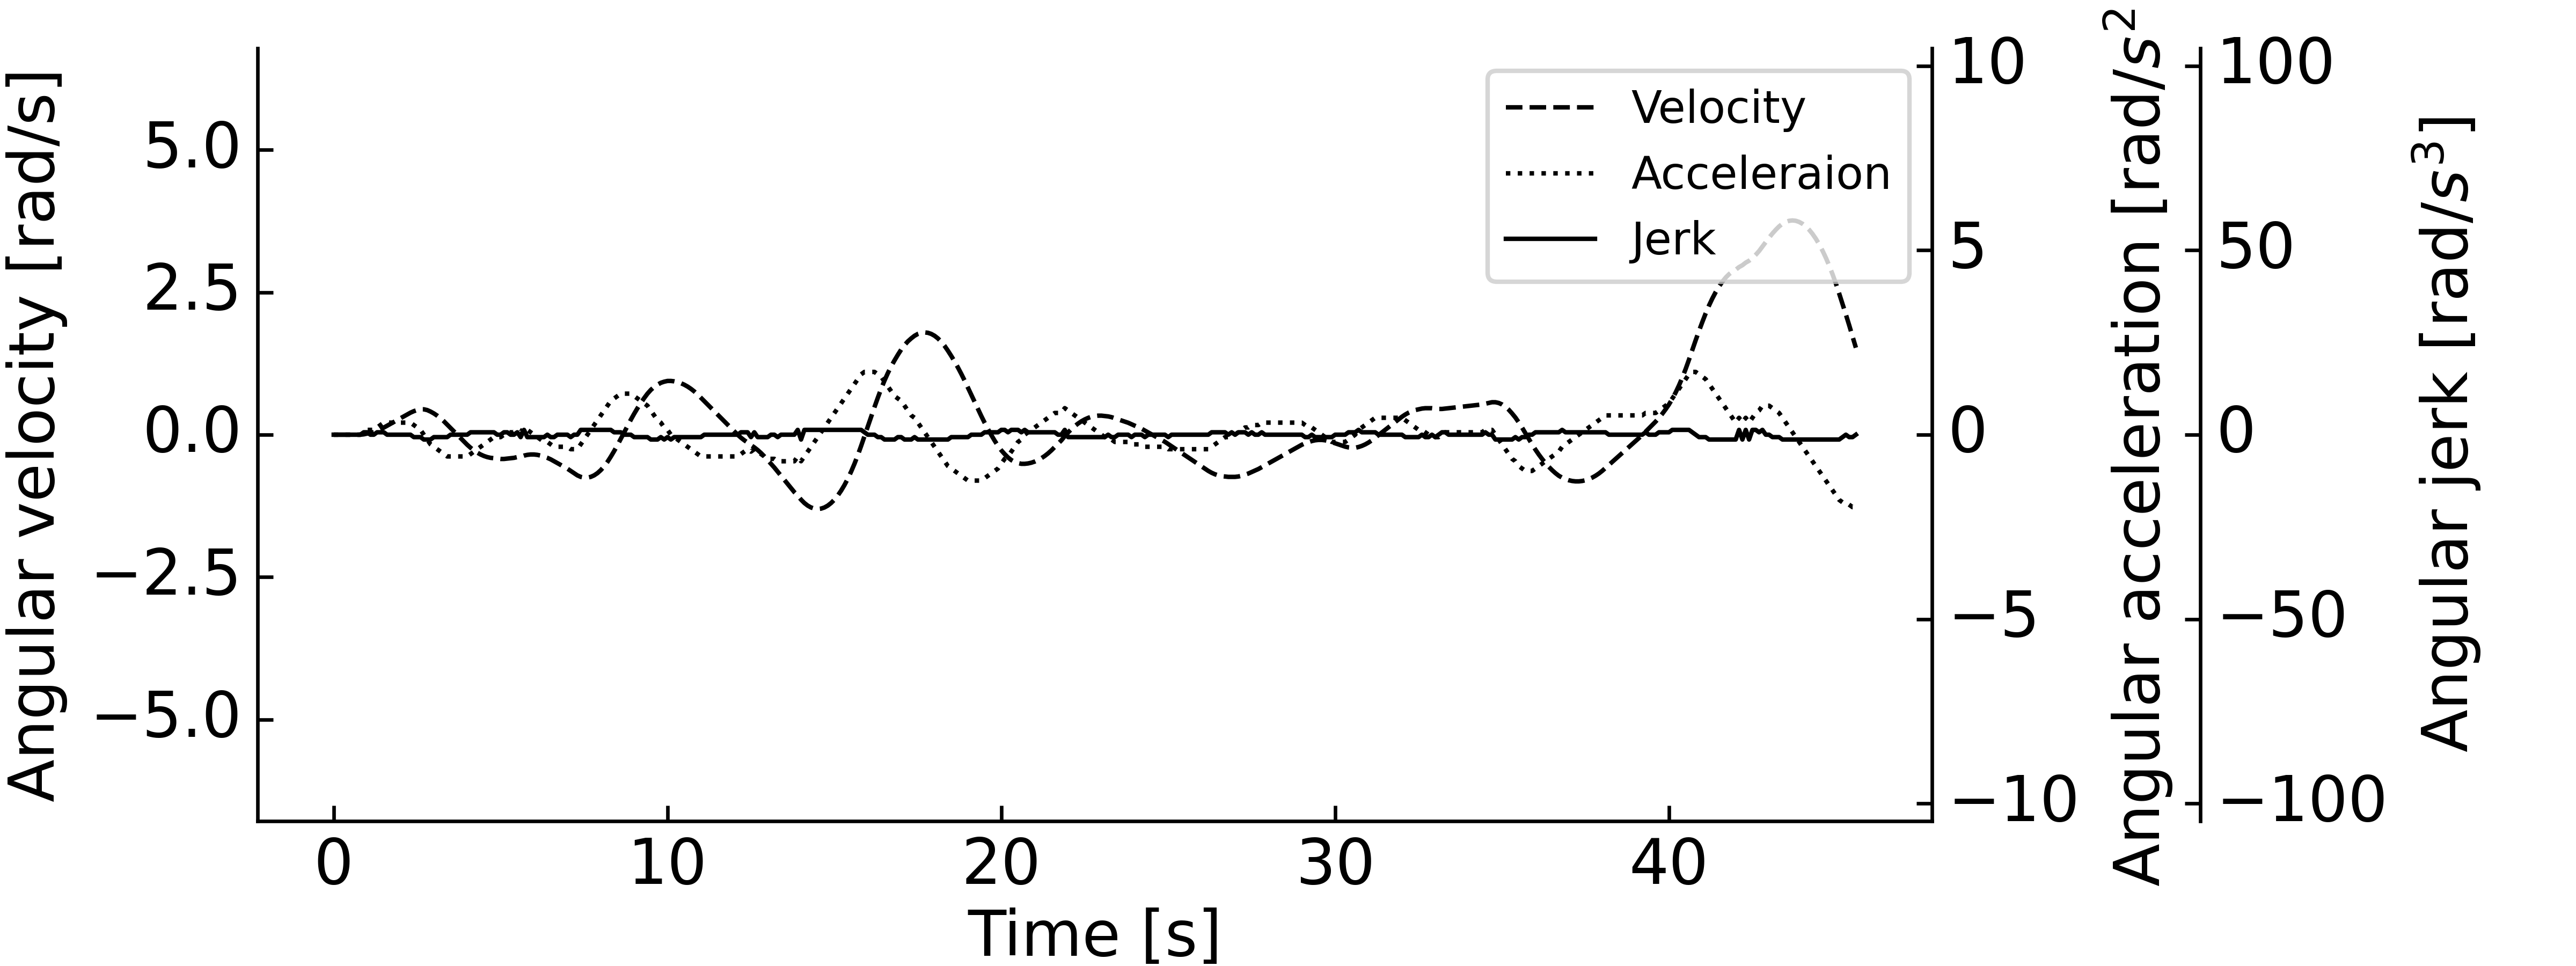 Angular velocity [rad/s]
5.0
2.5
0.0
−2.5
−5.0
Velocity
Acceleraion
Jerk
10
5
0
−5
−10
Angular acceleration [rad/s²
100
50
0
−50
−100
Angular jerk [rad/s³]
0 10 20 30 40
Time [s]